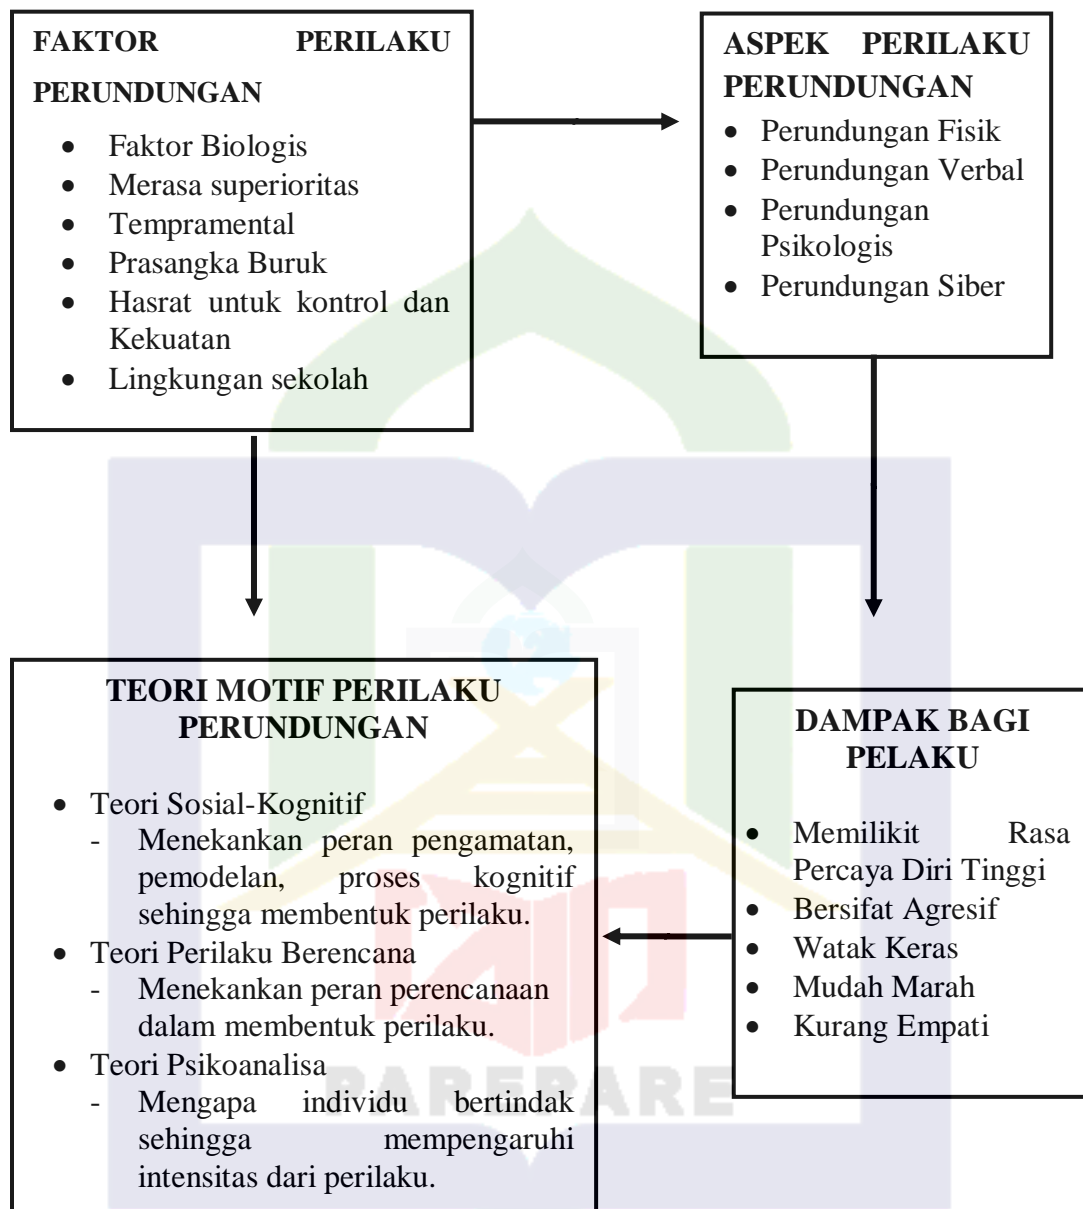 FAKTOR PERILAKU
PERUNDUNGAN
• Faktor Biologis
• Merasa superioritas
• Tempramental
• Prasangka Buruk
• Hasrat untuk kontrol dan
Kekuatan
• Lingkungan sekolah
ASPEK PERILAKU
PERUNDUNGAN
• Perundungan Fisik
• Perundungan Verbal
• Perundungan
Psikologis
• Perundungan Siber
TEORI MOTIF PERILAKU
PERUNDUNGAN
• Teori Sosial-Kognitif
- Menekankan peran pengamatan,
pemodelan, proses kognitif
sehingga membentuk perilaku.
• Teori Perilaku Berencana
- Menekankan peran perencanaan
dalam membentuk perilaku.
• Teori Psikoanalisa
- Mengapa individu bertindak
sehingga mempengaruhi
intensitas dari perilaku.
DAMPAK BAGI
PELAKU
• Memilikit Rasa
Percaya Diri Tinggi
• Bersifat Agresif
• Watak Keras
• Mudah Marah
• Kurang Empati
PAREPARE